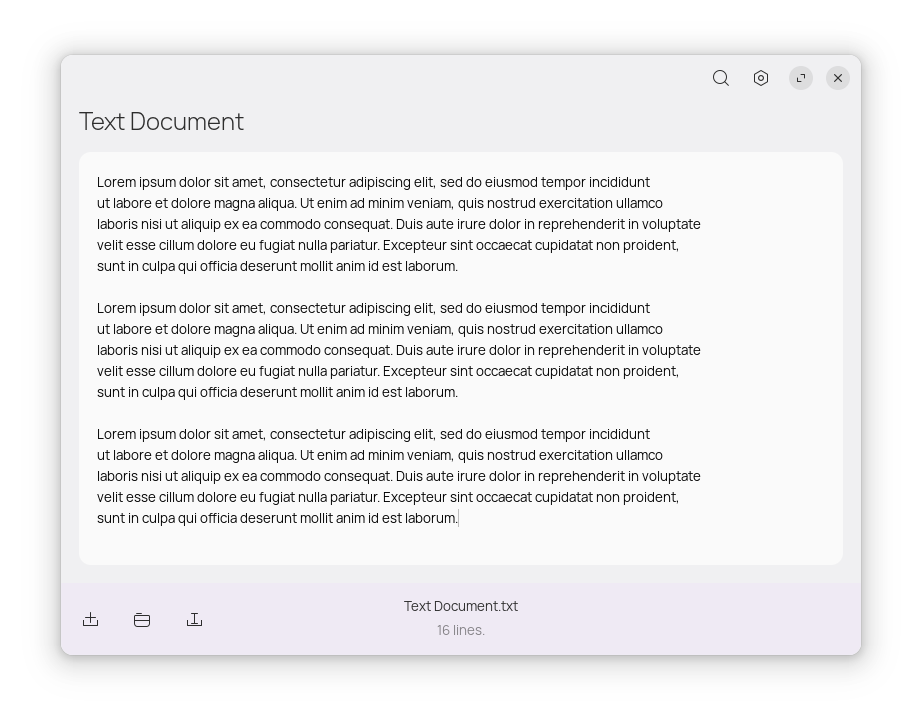 Text Document
Lorem ipsum dolor sit amet, consectetur adipiscing elit, sed do eiusmod tempor incididunt
ut labore et dolore magna aliqua. Ut enim ad minim veniam, quis nostrud exercitation ullamco
laboris nisi ut aliquip ex ea commodo consequat. Duis aute irure dolor in reprehenderit in voluptate
velit esse cillum dolore eu fugiat nulla pariatur. Excepteur sint occaecat cupidatat non proident,
sunt in culpa qui officia deserunt mollit anim id est laborum.
Lorem ipsum dolor sit amet, consectetur adipiscing elit, sed do eiusmod tempor incididunt
ut labore et dolore magna aliqua. Ut enim ad minim veniam, quis nostrud exercitation ullamco
laboris nisi ut aliquip ex ea commodo consequat. Duis aute irure dolor in reprehenderit in voluptate
velit esse cillum dolore eu fugiat nulla pariatur. Excepteur sint occaecat cupidatat non proident,
sunt in culpa qui officia deserunt mollit anim id est laborum.
Lorem ipsum dolor sit amet, consectetur adipiscing elit, sed do eiusmod tempor incididunt
ut labore et dolore magna aliqua. Ut enim ad minim veniam, quis nostrud exercitation ullamco
laboris nisi ut aliquip ex ea commodo consequat. Duis aute irure dolor in reprehenderit in voluptate
velit esse cillum dolore eu fugiat nulla pariatur. Excepteur sint occaecat cupidatat non proident,
sunt in culpa qui officia deserunt mollit anim id est laborum.
Text Document.txt
16 lines.